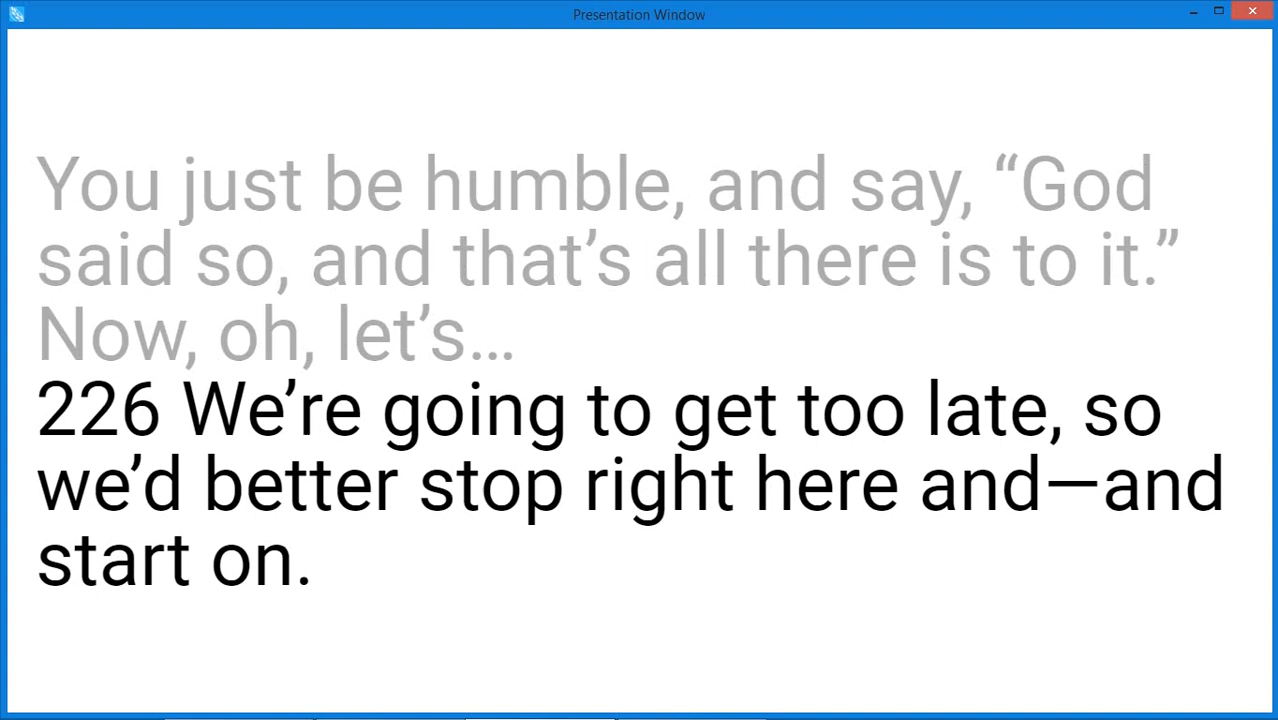 Presentation Window
You just be humble, and say, “God
said so, and that’s all there is to it.”
Now, oh, let’s…
226 We’re going to get too late, so
we’d better stop right here and—and
start on.